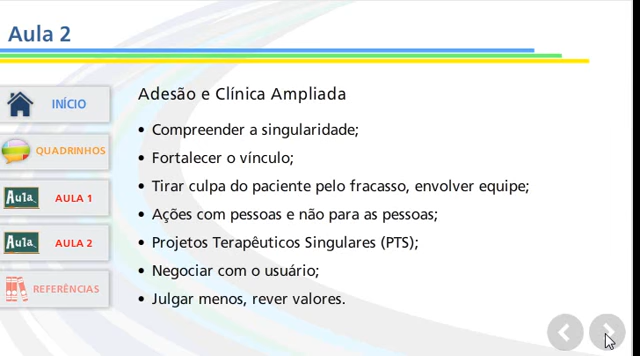 Aula 2
INÍCIO
QUADRINHOS
Aula
AULA 1
Aula
AULA 2
REFERÊNCIAS
Adesão e Clínica Ampliada
• Compreender a singularidade;
• Fortalecer o vínculo;
• Tirar culpa do paciente pelo fracasso, envolver equipe;
• Ações com pessoas e não para as pessoas;
• Projetos Terapêuticos Singulares (PTS);
• Negociar com o usuário;
• Julgar menos, rever valores.